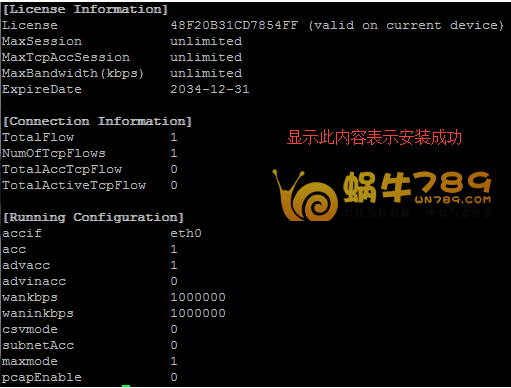 [License Information]
License 48F20B31CD7854FF (valid on current device)
MaxSession unlimited
MaxTcpAccSession unlimited
MaxBandwidth(kbps) unlimited
ExpireDate 2034-12-31
[Connection Information]
TotalFlow 1
NumOfTcpFlows 1
TotalAccTcpFlow 0
TotalActiveTcpFlow 0
显示此内容表示安装成功
蜗牛789
WN789.COM
[Running Configuration]
accif eth0
acc 1
advacc 1
advinacc 0
wankbps 1000000
waninkbps 1000000
csvmode 0
subnetAcc 0
maxmode 1
pcapEnable 0